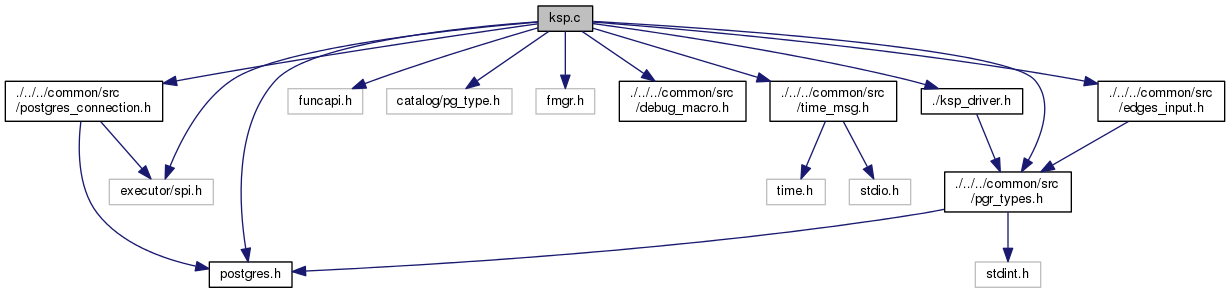 ksp.c
./../../common/src
/postgres_connection.h
funcapi.h
catalog/pg_type.h
fmgr.h
./../../common/src
/debug_macro.h
./../../common/src
/time_msg.h
./ksp_driver.h
./../../common/src
/edges_input.h
executor/spi.h
time.h
stdio.h
./../../common/src
/pgr_types.h
postgres.h
stdint.h